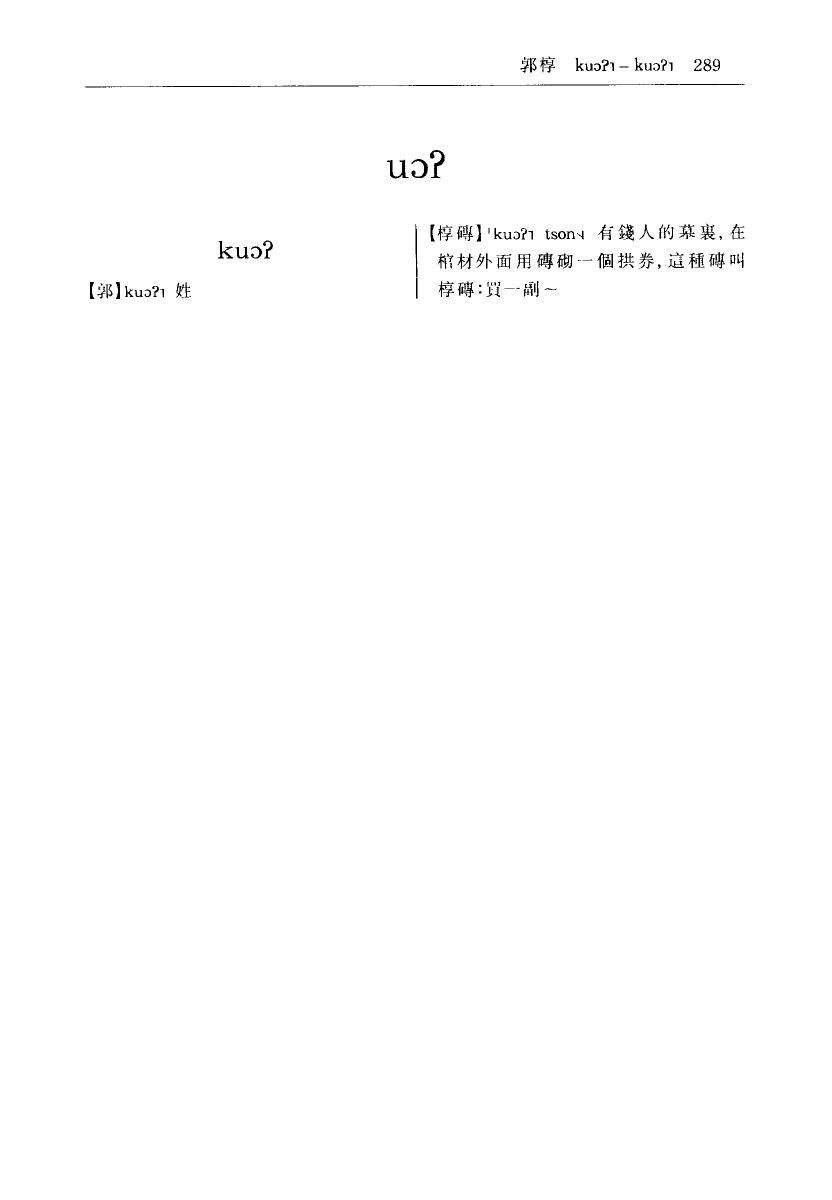 郭椁 kuɔʔ˥ – kuɔʔ˥ 289
uɔʔ
kuɔʔ
【郭】kuɔʔ˥ 姓
【椁磚】ˈkuɔʔ˥ tson 有錢人的墓裏,在
棺材外面用磚砌一個拱券,這種磚叫
椁磚:買一副～